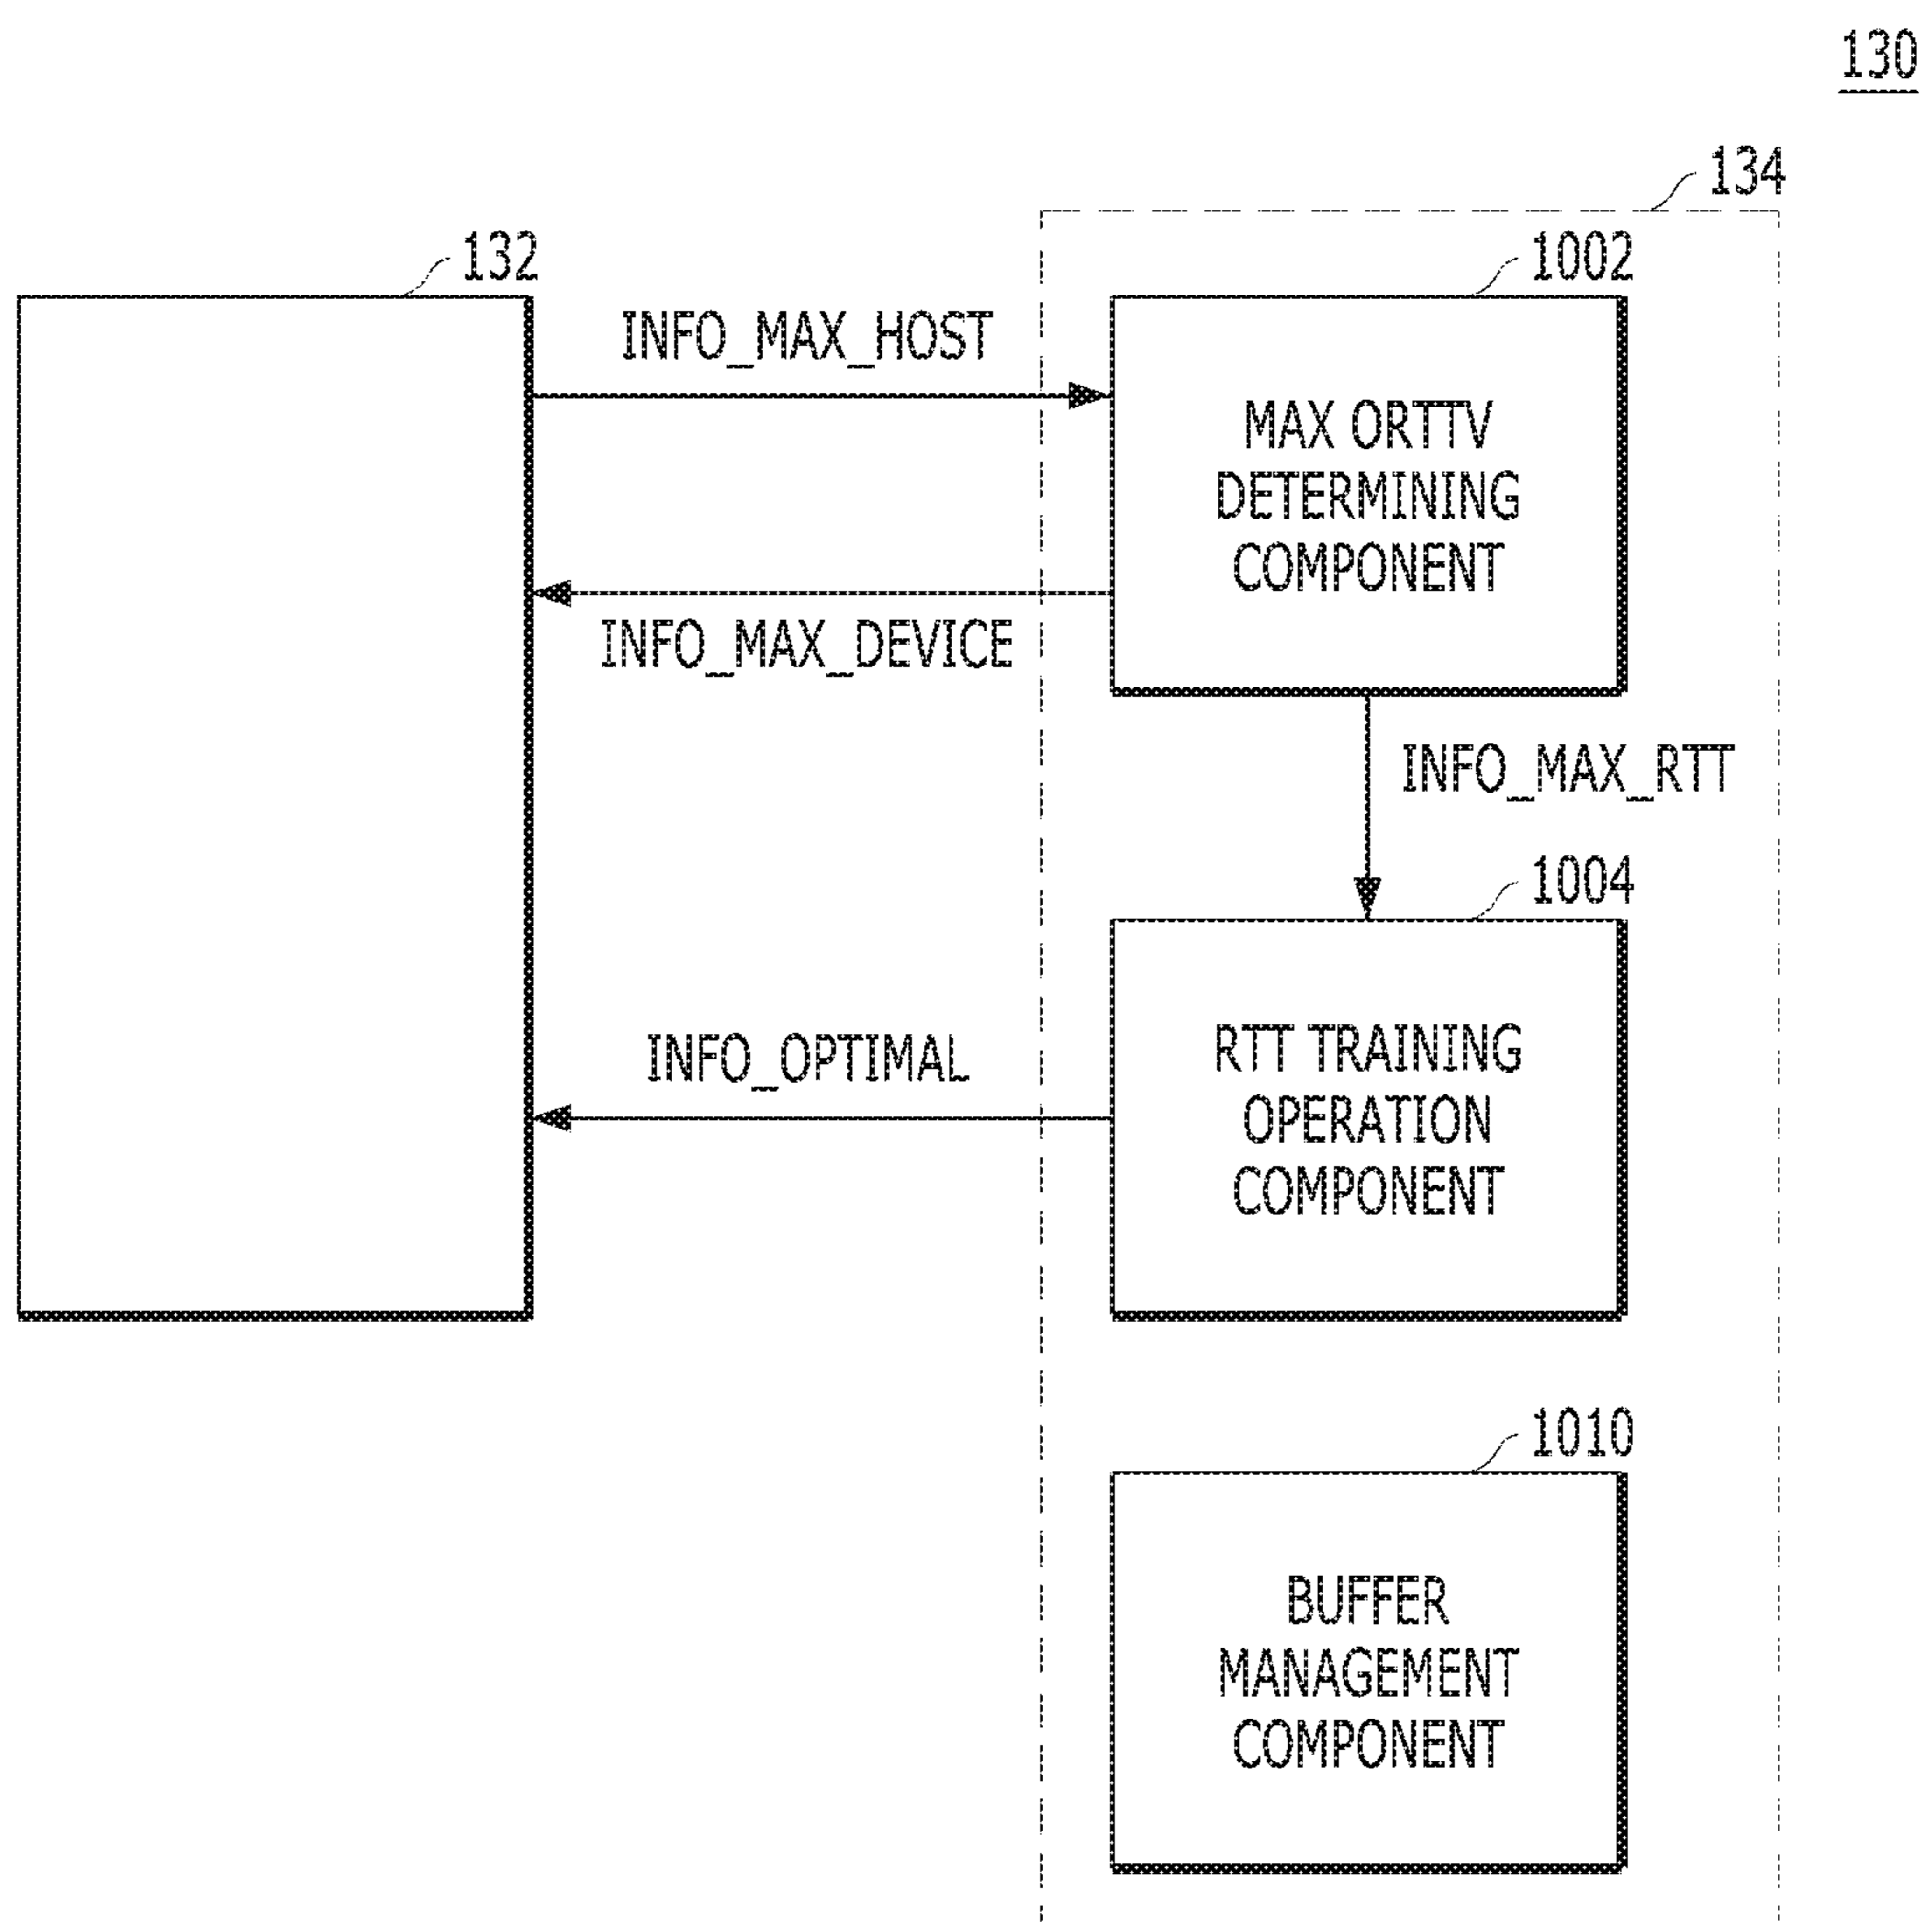 130
134
132
1002
INFO_MAX_HOST
MAX ORTTV
DETERMINING
COMPONENT
INFO_MAX_DEVICE
INFO_MAX_RTT
1004
INFO_OPTIMAL
RTT TRAINING
OPERATION
COMPONENT
1010
BUFFER
MANAGEMENT
COMPONENT